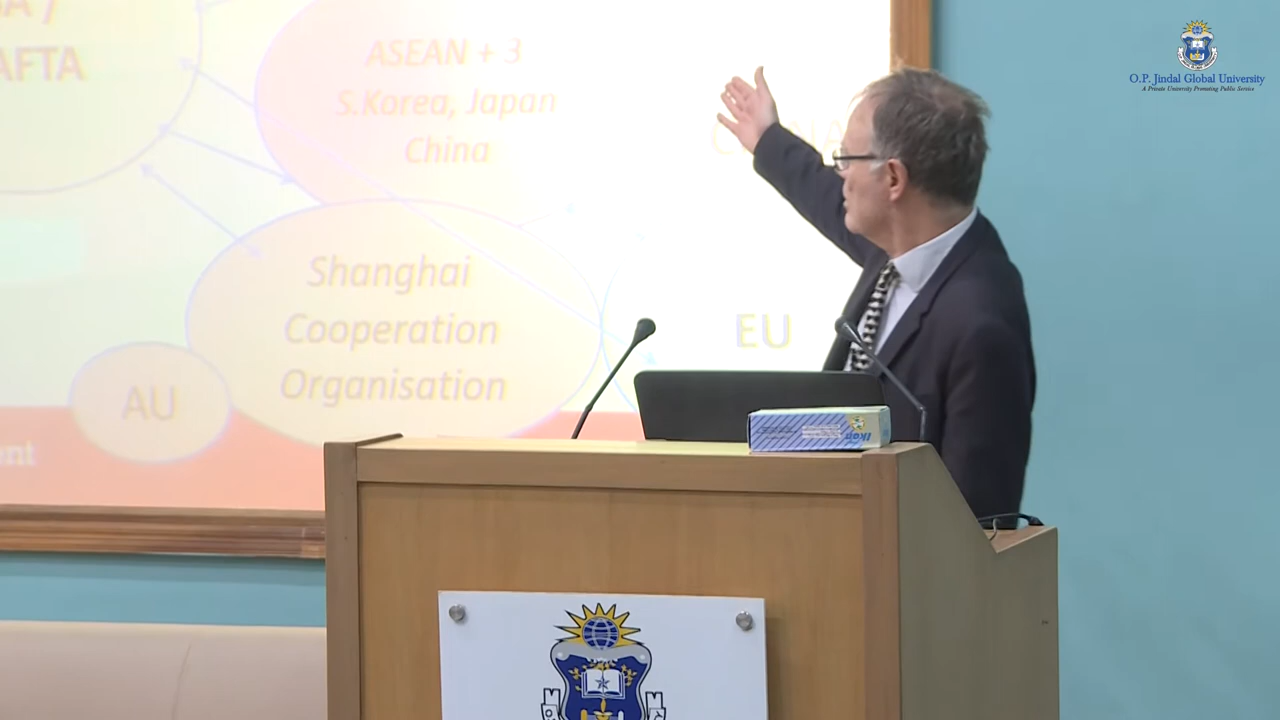 AFTA
ASEAN + 3
S.Korea, Japan
China
Shanghai
Cooperation
Organisation
EU
AU
O.P. Jindal Global University
A Private University Promoting Public Service